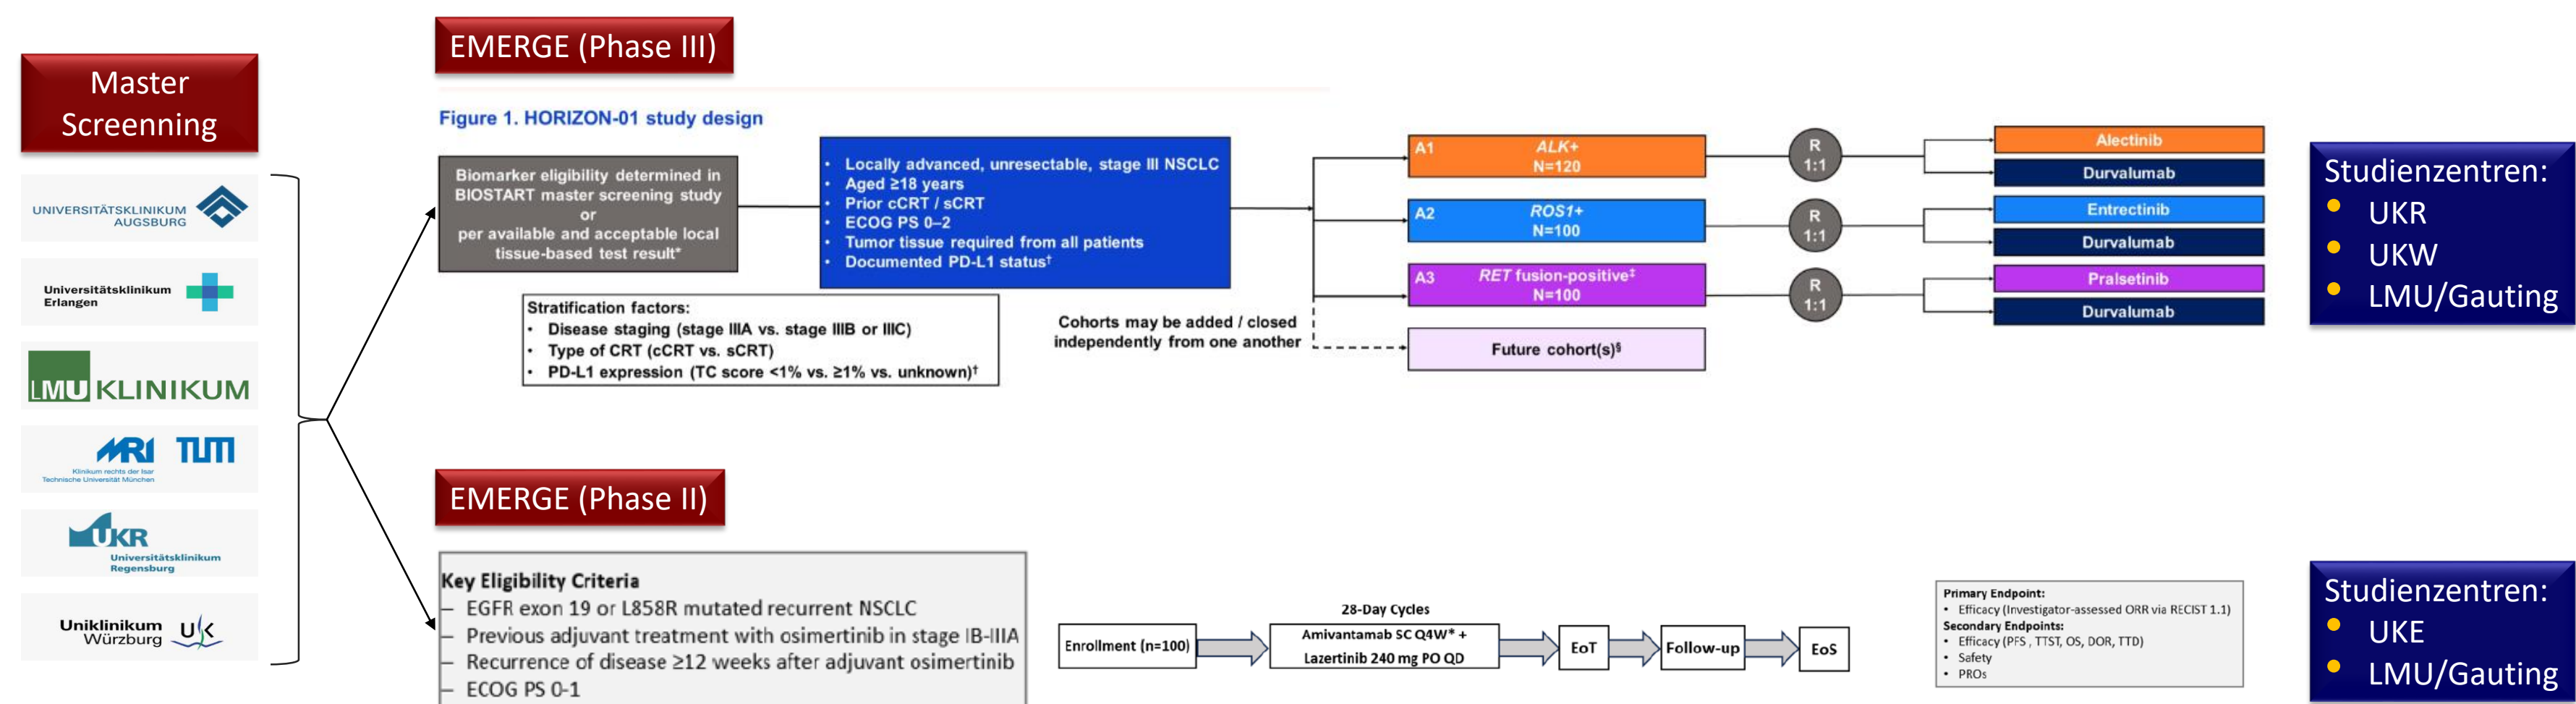 Master
Screenning
UNIVERSITÄTSKLINIKUM
AUGSBURG
Universitätsklinikum
Erlangen
LMU KLINIKUM
MRI TUM
Klinikum rechts der Isar
Technische Universität München
UKR
Universitätsklinikum
Regensburg
Uniklinikum
Würzburg
UK
EMERGE (Phase III)
Figure 1. HORIZON-01 study design
Biomarker eligibility determined in
BIOSTART master screening study
or
per available and acceptable local
tissue-based test result*
• Locally advanced, unresectable, stage III NSCLC
• Aged ≥18 years
• Prior cCRT / sCRT
• ECOG PS 0–2
• Tumor tissue required from all patients
• Documented PD-L1 status†
Stratification factors:
• Disease staging (stage IIIA vs. stage IIIB or IIIC)
• Type of CRT (cCRT vs. sCRT)
• PD-L1 expression (TC score <1% vs. ≥1% vs. unknown)†
Cohorts may be added / closed
independently from one another
A1 ALK+
N=120
R
1:1
Alectinib
Durvalumab
A2 ROS1+
N=100
R
1:1
Entrectinib
Durvalumab
A3 RET fusion-positive‡
N=100
R
1:1
Pralsetinib
Durvalumab
Future cohort(s)§
Studienzentren:
• UKR
• UKW
• LMU/Gauting
EMERGE (Phase II)
Key Eligibility Criteria
– EGFR exon 19 or L858R mutated recurrent NSCLC
– Previous adjuvant treatment with osimertinib in stage IB-IIIA
– Recurrence of disease ≥12 weeks after adjuvant osimertinib
– ECOG PS 0-1
Enrollment (n=100)
28-Day Cycles
Amivantamab SC Q4W* +
Lazertinib 240 mg PO QD
EoT
Follow-up
EoS
Primary Endpoint:
• Efficacy (Investigator-assessed ORR via RECIST 1.1)
Secondary Endpoints:
• Efficacy (PFS , TTST, OS, DOR, TTD)
• Safety
• PROs
Studienzentren:
• UKE
• LMU/Gauting